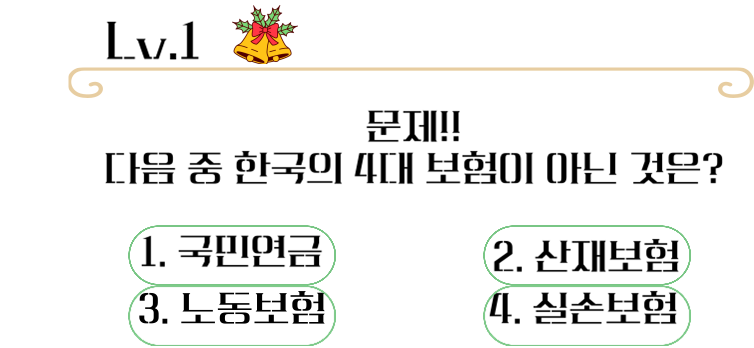 Lv.1
문제!!
다음 중 한국의 4대 보험이 아닌 것은?
1. 국민연금
2. 산재보험
3. 노동보험
4. 실손보험